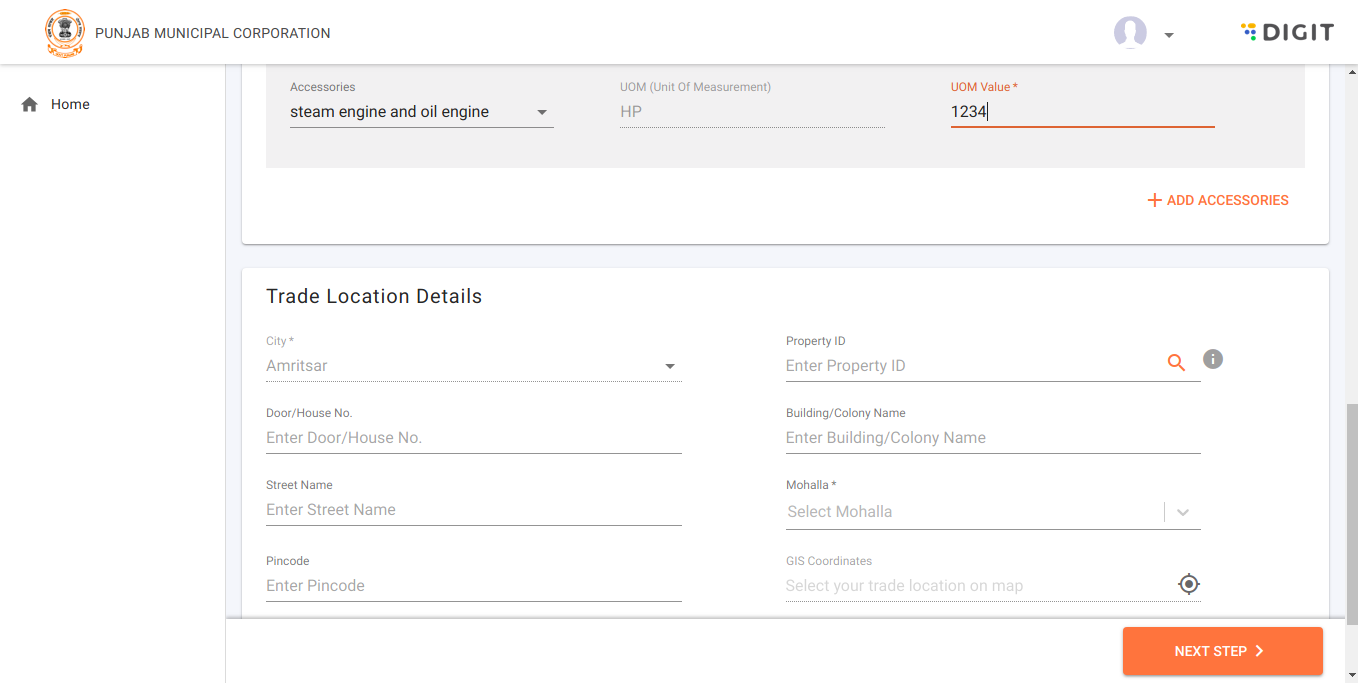 PUNJAB MUNICIPAL CORPORATION
DIGIT
Home
Accessories
UOM (Unit Of Measurement)
UOM Value *
steam engine and oil engine
HP
1234
ADD ACCESSORIES
Trade Location Details
City *
Property ID
Amritsar
Enter Property ID
Door/House No.
Building/Colony Name
Enter Door/House No.
Enter Building/Colony Name
Street Name
Mohalla *
Enter Street Name
Select Mohalla
Pincode
GIS Coordinates
Enter Pincode
Select your trade location on map
NEXT STEP